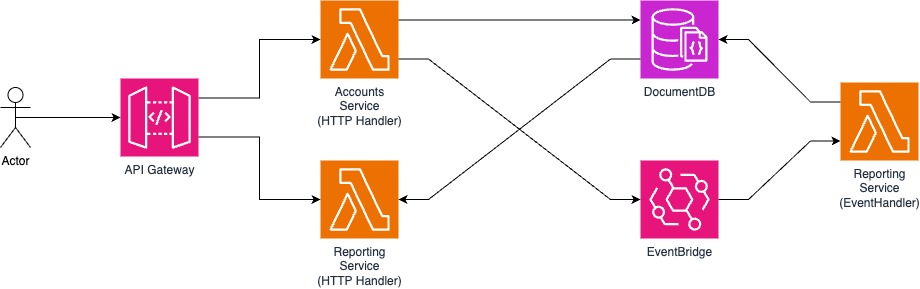 Actor
API Gateway
Accounts
Service
(HTTP Handler)
Reporting
Service
(HTTP Handler)
DocumentDB
EventBridge
Reporting
Service
(EventHandler)